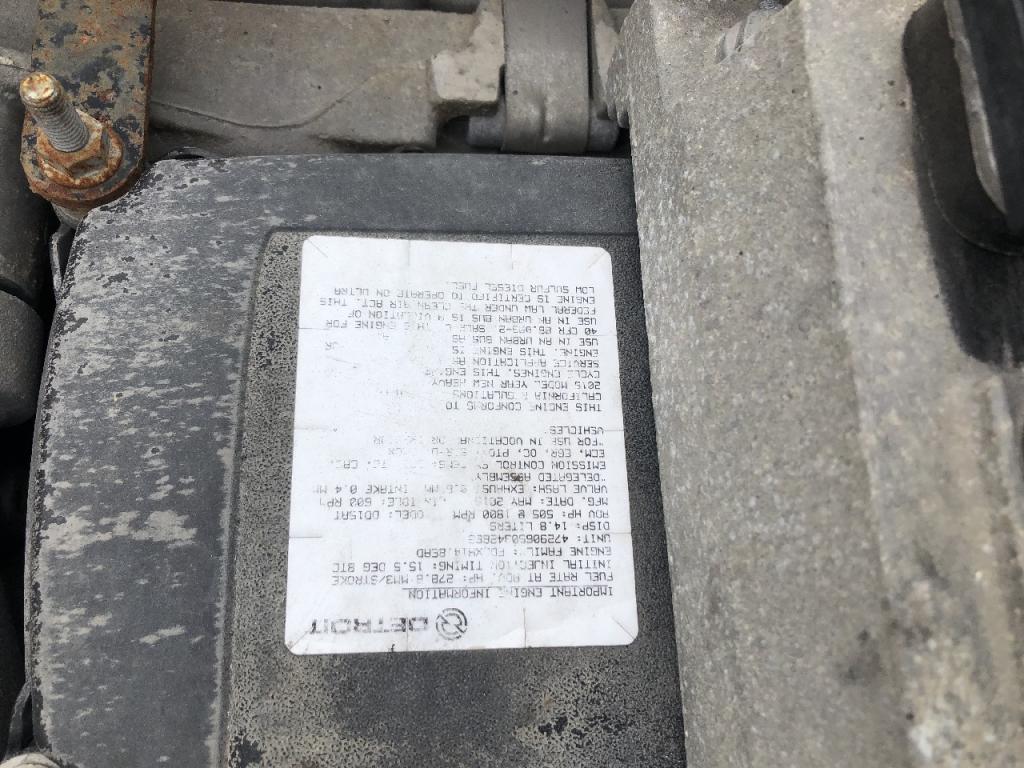 DETROIT
IMPORTANT ENGINE INFORMATION
FUEL RATE AT ADV. HP: 270.8 MM3/STROKE
INITIAL INJECTION TIMING: 15.5 DEG BTC
ENGINE FAMILY:
UNIT:
DISP: 14.8 LITERS
ADV HP: 505 @ 1800 RPM MODEL: DD15AT
MFG. DATE: MAY 2015 IDLE: 600 RPM
VALVE LASH: EXHAUST MM, INTAKE 0.4 MM
"DELEGATED ASSEMBLY"
EMISSION CONTROL SYSTEMS: TC, CAC,
ECM, EGR, OC,
"FOR USE IN VOCATIONAL OR TRACTOR
VEHICLES"
THIS ENGINE CONFORMS TO
CALIFORNIA REGULATIONS
2015 MODEL YEAR NEW HEAVY
CYCLE ENGINES. THIS ENGINE
SERVICE APPLICATION AS
ENGINE. THIS ENGINE IS
USE IN AN URBAN BUS AS
40 CFR 86.093-2. SALE THIS ENGINE FOR
USE IN AN URBAN BUS IS A VIOLATION OF
FEDERAL LAW UNDER THE CLEAN AIR ACT. THIS
ENGINE IS CERTIFIED TO OPERATE ON ULTRA
LOW SULFUR DIESEL FUEL.